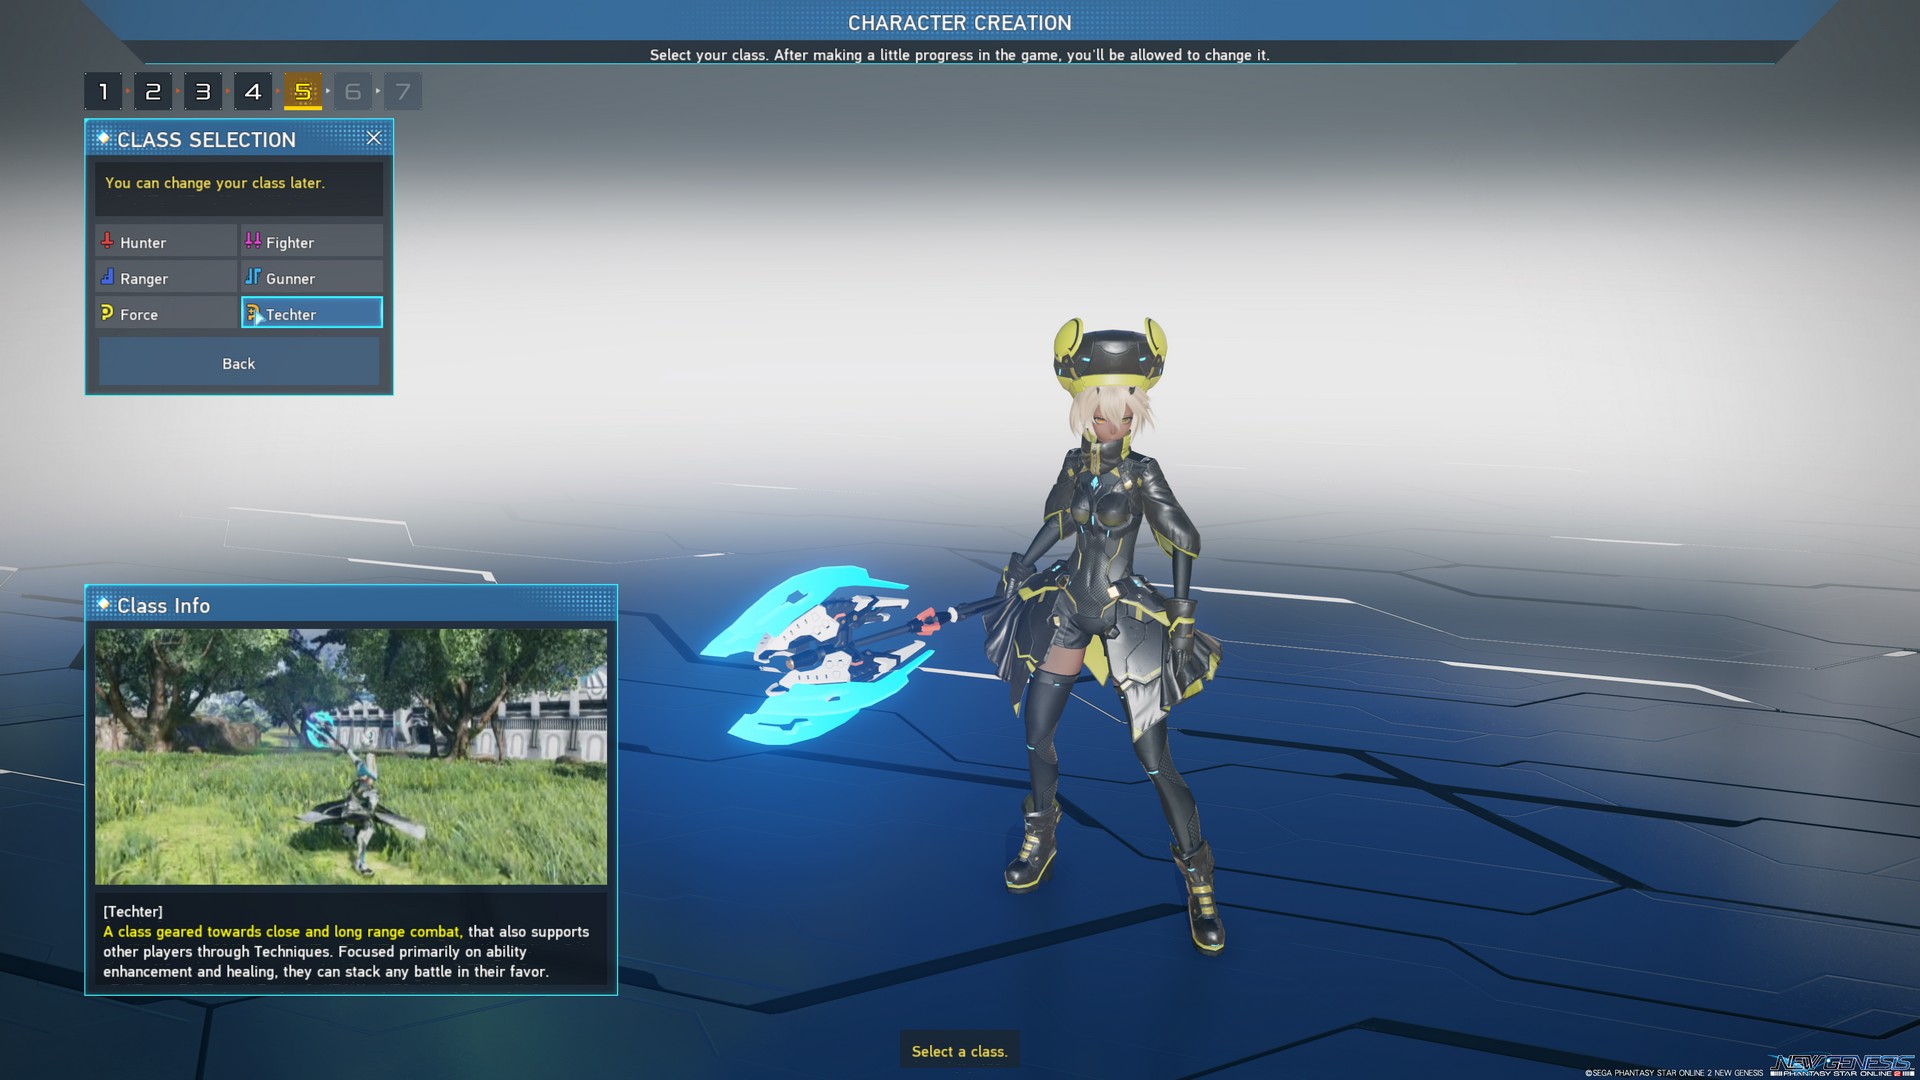 CHARACTER CREATION
Select your class. After making a little progress in the game, you'll be allowed to change it.
1 2 3 4 5 6 7
CLASS SELECTION
You can change your class later.
Hunter Fighter
Ranger Gunner
Force Techter
Back
Class Info
[Techter]
A class geared towards close and long range combat, that also supports
other players through Techniques. Focused primarily on ability
enhancement and healing, they can stack any battle in their favor.
Select a class.
©SEGA PHANTASY STAR ONLINE 2 NEW GENESIS
NEW GENESIS
PHANTASY STAR ONLINE 2